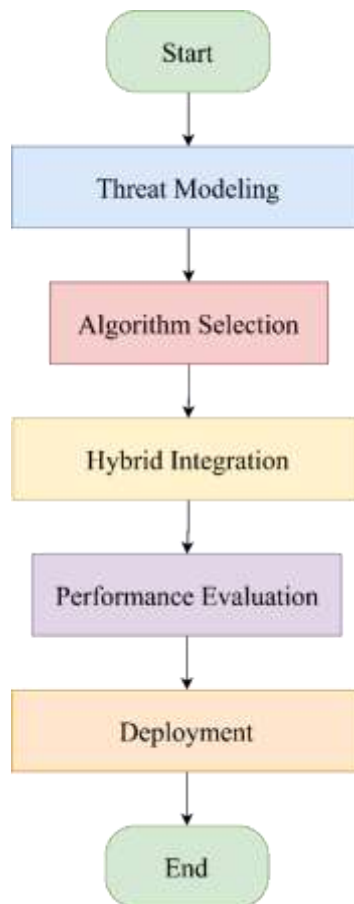 Start
Threat Modeling
Algorithm Selection
Hybrid Integration
Performance Evaluation
Deployment
End